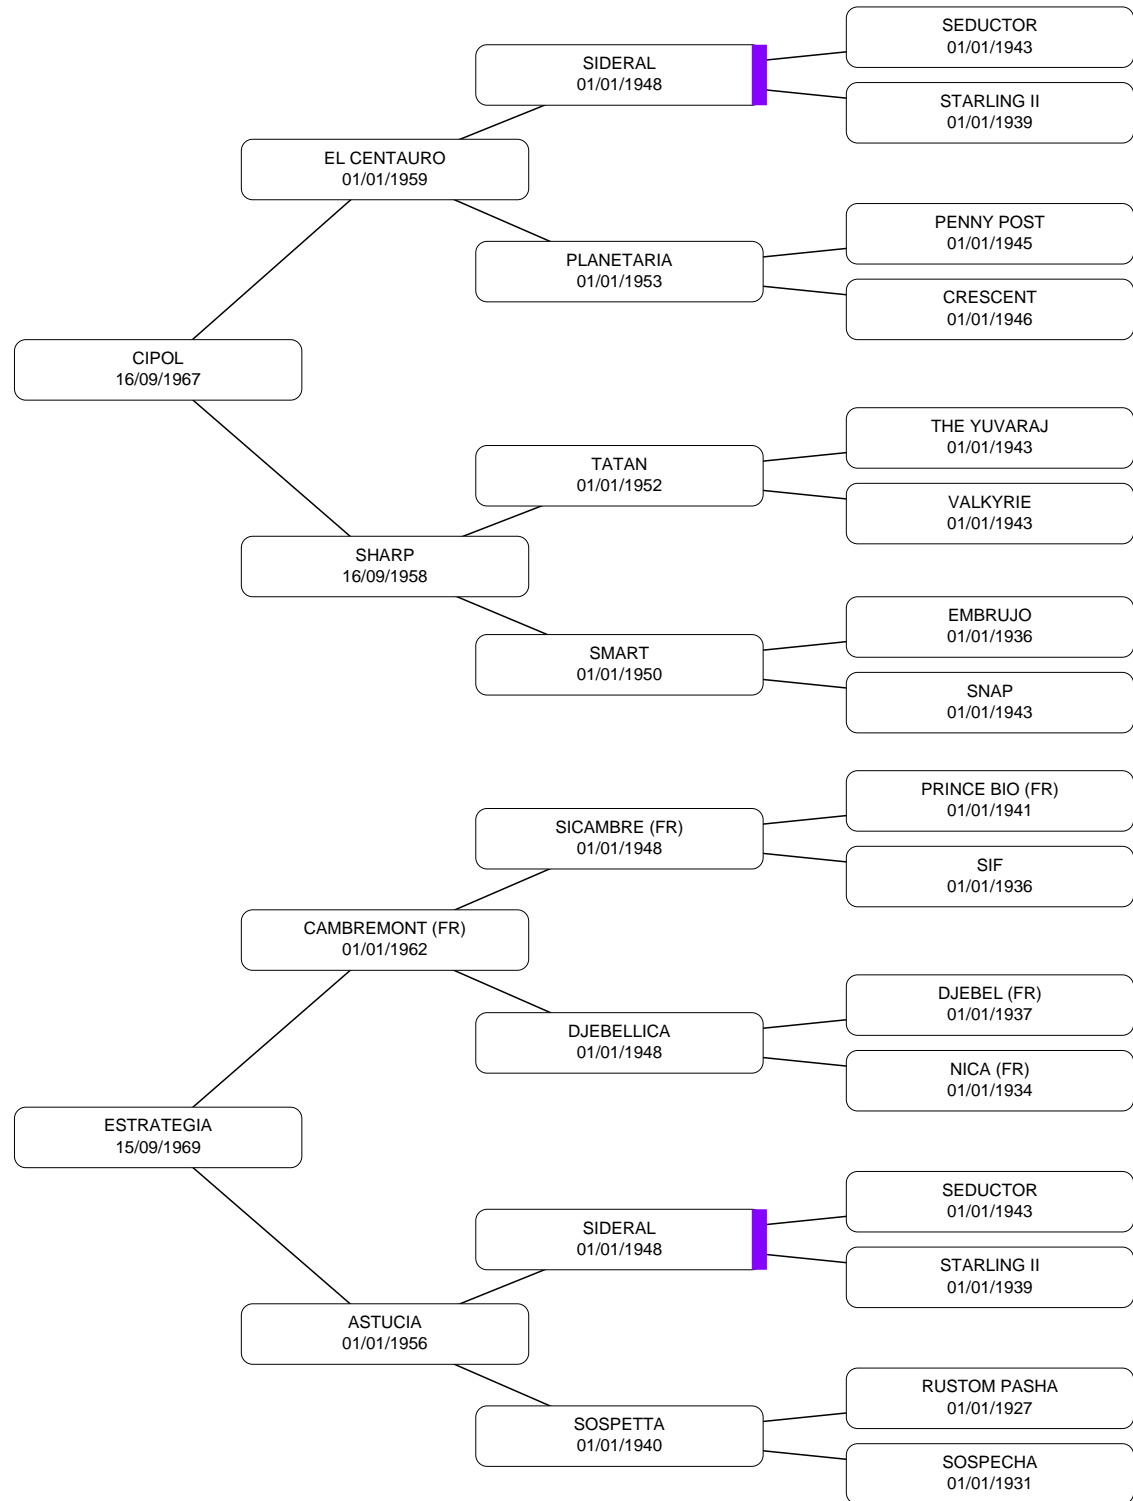 SEDUCTOR
01/01/1943
SIDERAL
01/01/1948
STARLING II
01/01/1939
EL CENTAURO
01/01/1959
PENNY POST
01/01/1945
PLANETARIA
01/01/1953
CRESCENT
01/01/1946
CIPOL
16/09/1967
THE YUVARAJ
01/01/1943
TATAN
01/01/1952
VALKYRIE
01/01/1943
SHARP
16/09/1958
EMBRUJO
01/01/1936
SMART
01/01/1950
SNAP
01/01/1943
PRINCE BIO (FR)
01/01/1941
SICAMBRE (FR)
01/01/1948
SIF
01/01/1936
CAMBREMONT (FR)
01/01/1962
DJEBEL (FR)
01/01/1937
DJEBELLICA
01/01/1948
NICA (FR)
01/01/1934
ESTRATEGIA
15/09/1969
SEDUCTOR
01/01/1943
SIDERAL
01/01/1948
STARLING II
01/01/1939
ASTUCIA
01/01/1956
RUSTOM PASHA
01/01/1927
SOSPETTA
01/01/1940
SOSPECHA
01/01/1931